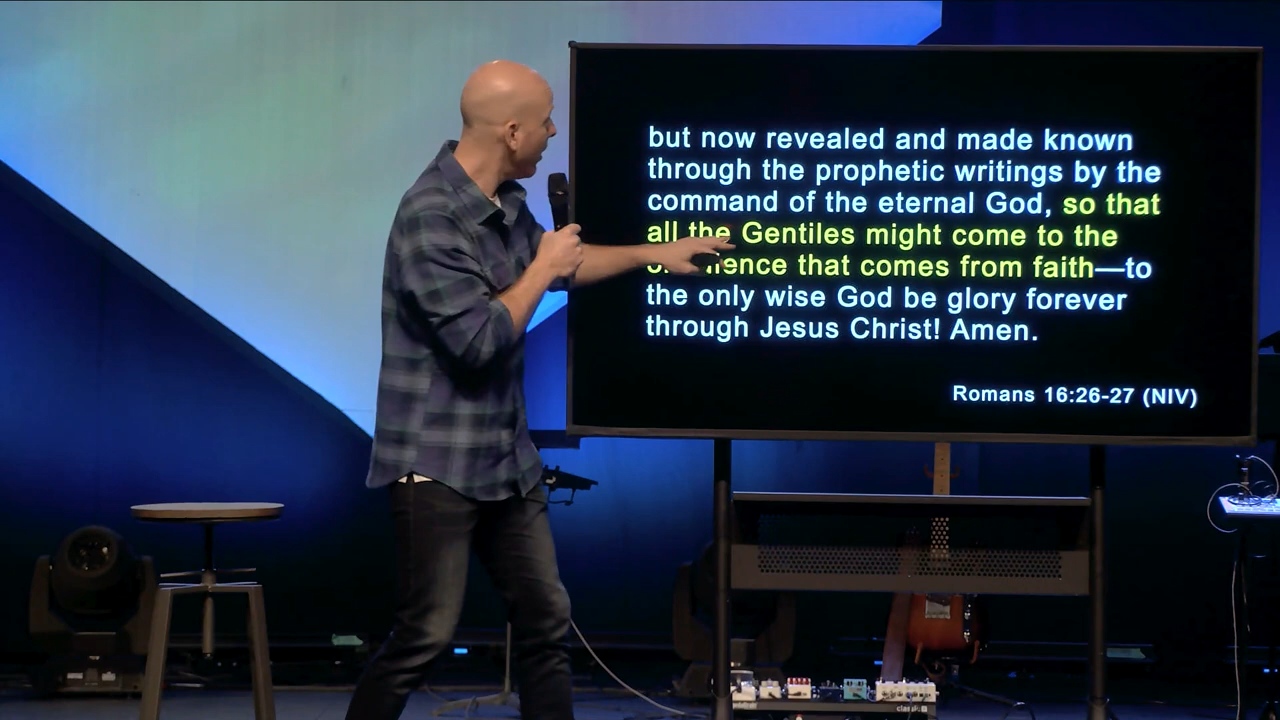 but now revealed and made known
through the prophetic writings by the
command of the eternal God, so that
all the Gentiles might come to the
that comes from faith—to
the only wise God be glory forever
through Jesus Christ! Amen.
Romans 16:26-27 (NIV)